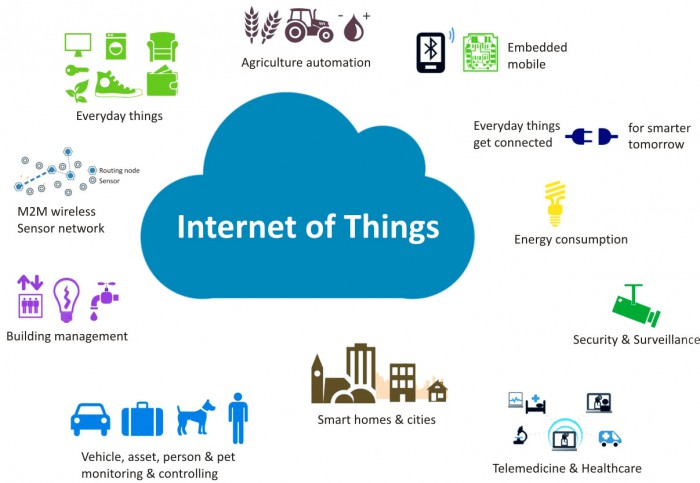 Agriculture automation
Embedded
mobile
Everyday things
Everyday things
get connected
for smarter
tomorrow
Routing node
Sensor
M2M wireless
Sensor network
Internet of Things
Energy consumption
Building management
Security & Surveillance
Smart homes & cities
Vehicle, asset, person & pet
monitoring & controlling
Telemedicine & Healthcare